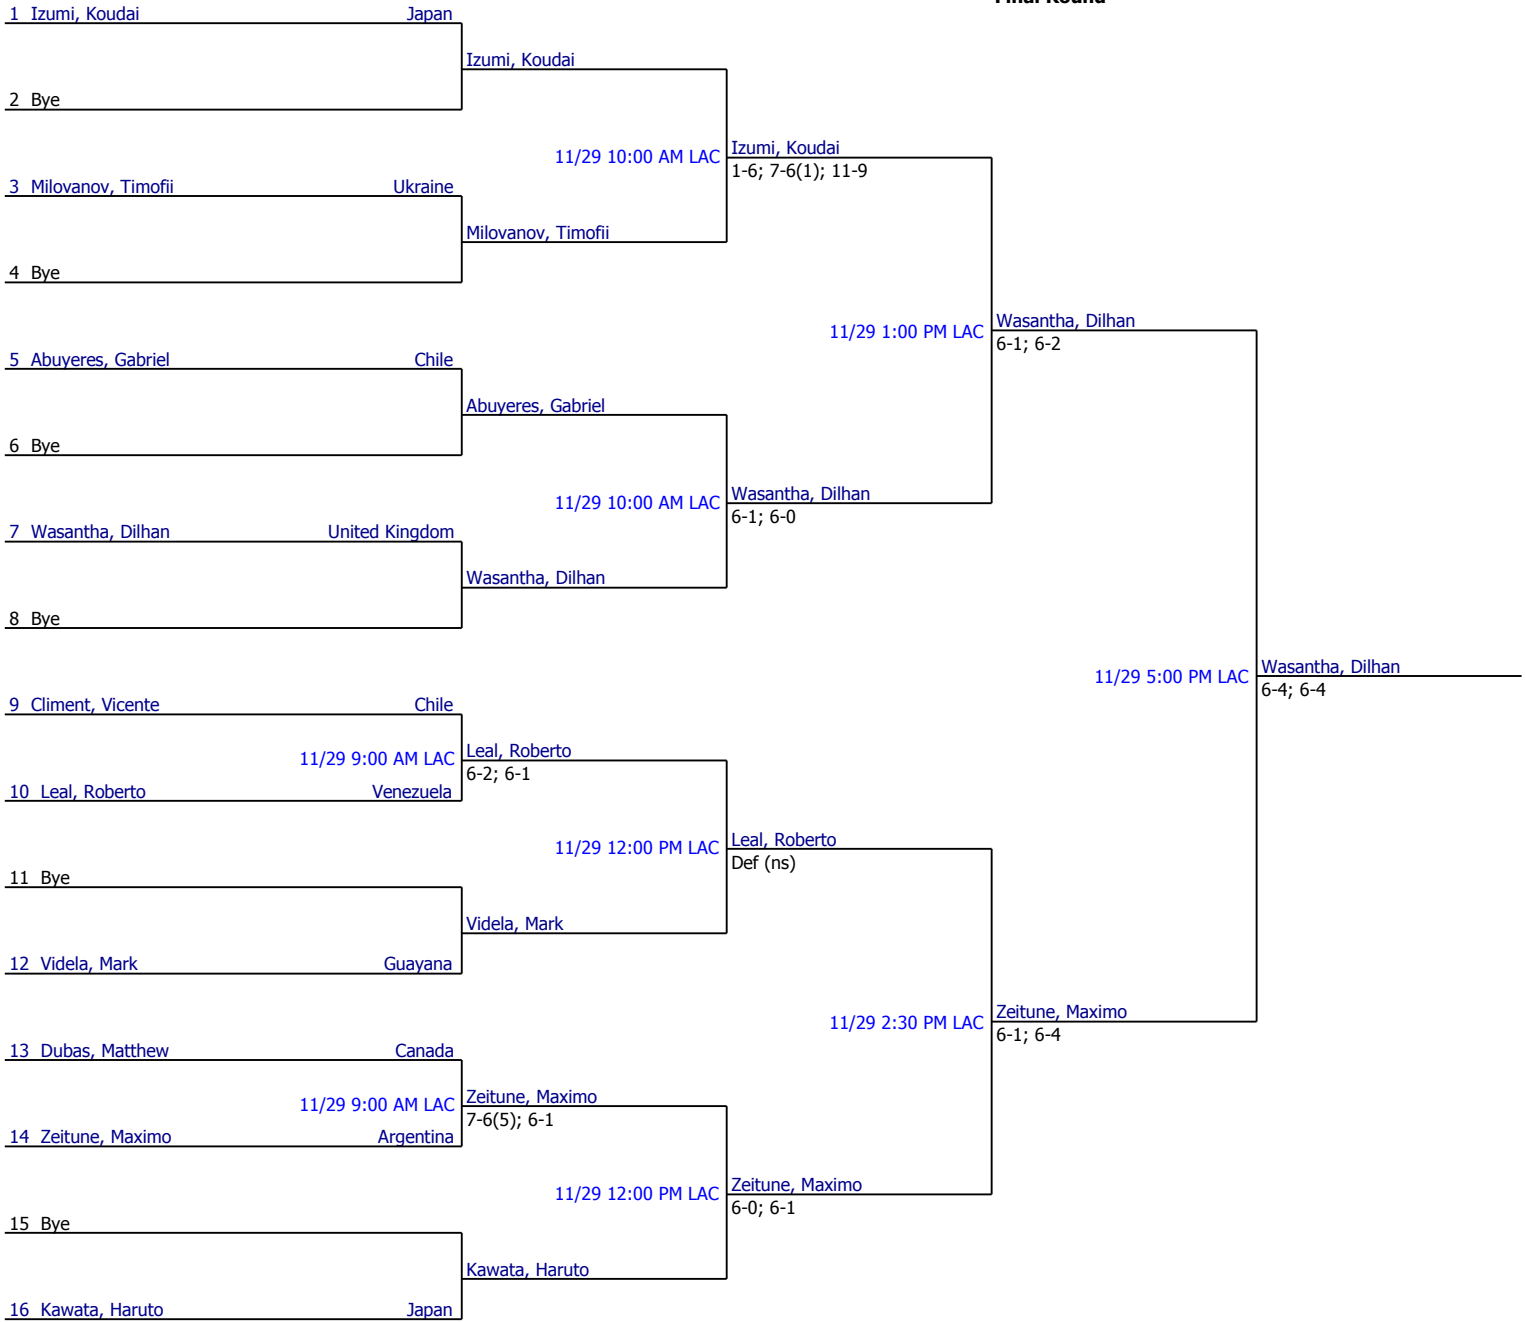 Final Round
1 Izumi, Koudai Japan
Izumi, Koudai
2 Bye
11/29 10:00 AM LAC Izumi, Koudai
1-6; 7-6(1); 11-9
3 Milovanov, Timofii Ukraine
Milovanov, Timofii
4 Bye
11/29 1:00 PM LAC Wasantha, Dilhan
6-1; 6-2
5 Abuyeres, Gabriel Chile
Abuyeres, Gabriel
6 Bye
11/29 10:00 AM LAC Wasantha, Dilhan
6-1; 6-0
7 Wasantha, Dilhan United Kingdom
Wasantha, Dilhan
8 Bye
11/29 5:00 PM LAC Wasantha, Dilhan
6-4; 6-4
9 Climent, Vicente Chile
11/29 9:00 AM LAC Leal, Roberto
6-2; 6-1
10 Leal, Roberto Venezuela
11/29 12:00 PM LAC Leal, Roberto
Def (ns)
11 Bye
Videla, Mark
12 Videla, Mark Guayana
11/29 2:30 PM LAC Zeitune, Maximo
6-1; 6-4
13 Dubas, Matthew Canada
11/29 9:00 AM LAC Zeitune, Maximo
7-6(5); 6-1
14 Zeitune, Maximo Argentina
11/29 12:00 PM LAC Zeitune, Maximo
6-0; 6-1
15 Bye
Kawata, Haruto
16 Kawata, Haruto Japan